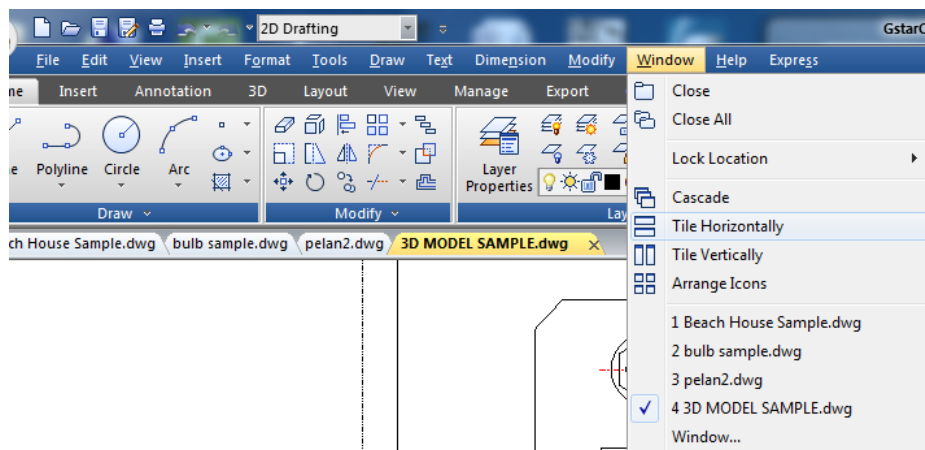 2D Drafting
GstarC
File Edit View Insert Format Tools Draw Text Dimension Modify Window Help Express
me Insert Annotation 3D Layout View Manage Export
Close
Close All
Lock Location
Cascade
Tile Horizontally
Tile Vertically
Arrange Icons
1 Beach House Sample.dwg
2 bulb sample.dwg
3 pelan2.dwg
4 3D MODEL SAMPLE.dwg
Window...
e Polyline Circle Arc
Layer
Properties
Draw Modify Lay
ch House Sample.dwg bulb sample.dwg pelan2.dwg 3D MODEL SAMPLE.dwg